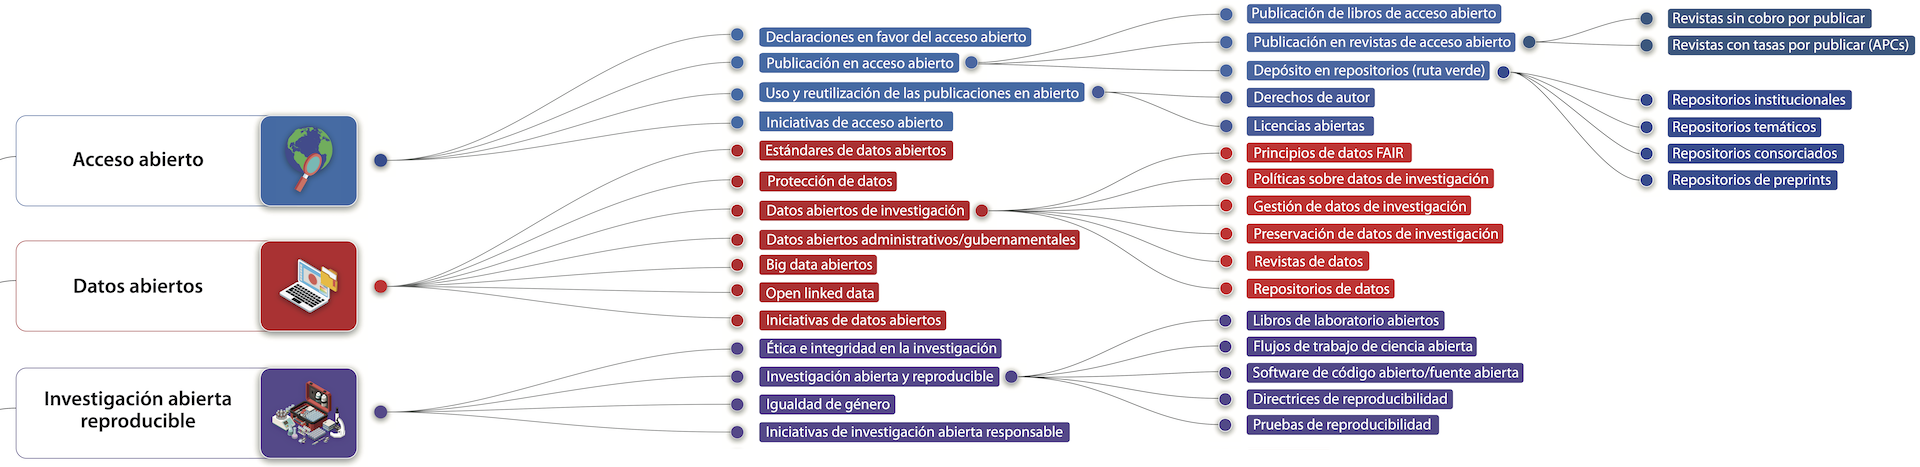 Acceso abierto
Declaraciones en favor del acceso abierto
Publicación en acceso abierto
Publicación de libros de acceso abierto
Publicación en revistas de acceso abierto
Revistas sin cobro por publicar
Revistas con tasas por publicar (APCs)
Depósito en repositorios (ruta verde)
Repositorios institucionales
Repositorios temáticos
Repositorios consorciados
Repositorios de preprints
Uso y reutilización de las publicaciones en abierto
Derechos de autor
Licencias abiertas
Iniciativas de acceso abierto
Datos abiertos
Estándares de datos abiertos
Protección de datos
Datos abiertos de investigación
Principios de datos FAIR
Políticas sobre datos de investigación
Gestión de datos de investigación
Preservación de datos de investigación
Revistas de datos
Repositorios de datos
Datos abiertos administrativos/gubernamentales
Big data abiertos
Open linked data
Iniciativas de datos abiertos
Investigación abierta
reproducible
Ética e integridad en la investigación
Investigación abierta y reproducible
Libros de laboratorio abiertos
Flujos de trabajo de ciencia abierta
Software de código abierto/fuente abierta
Directrices de reproducibilidad
Pruebas de reproducibilidad
Igualdad de género
Iniciativas de investigación abierta responsable